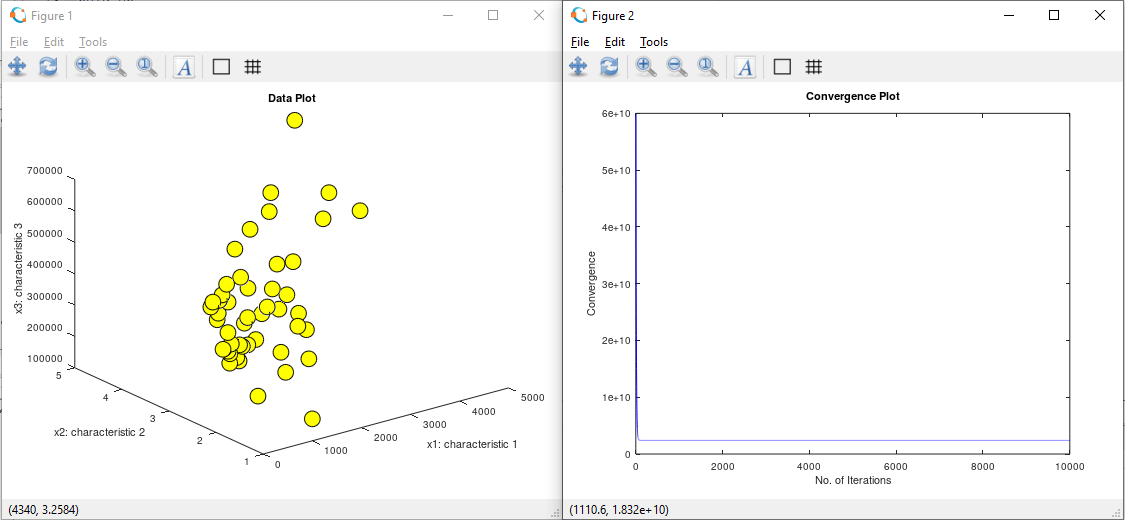 Figure 1
File Edit Tools
A
Data Plot
700000
600000
500000
400000
300000
200000
100000
x3: characteristic 3
5
4
3
2
1
x2: characteristic 2
0
1000
2000
3000
4000
5000
x1: characteristic 1
(4340, 3.2584)
Figure 2
File Edit Tools
A
Convergence Plot
6e+10
5e+10
4e+10
3e+10
2e+10
1e+10
0
Convergence
0 2000 4000 6000 8000 10000
No. of Iterations
(1110.6, 1.832e+10)